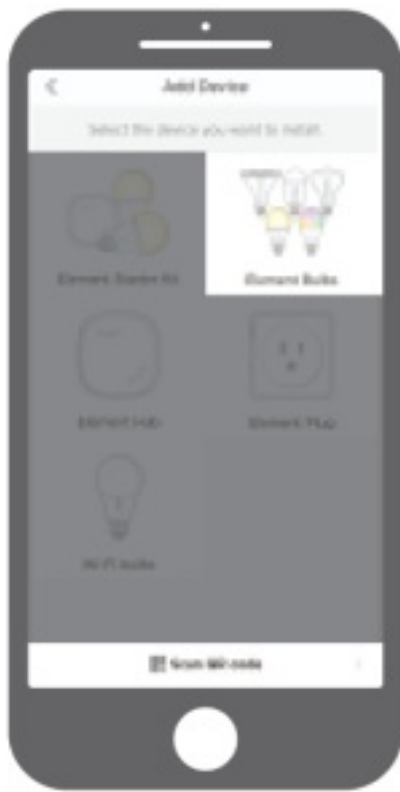 Add Device
Select the device you want to install.
Element Starter Kit
Element Bulbs
Element Hub
Element Plug
Wi-Fi bulbs
Scan QR code